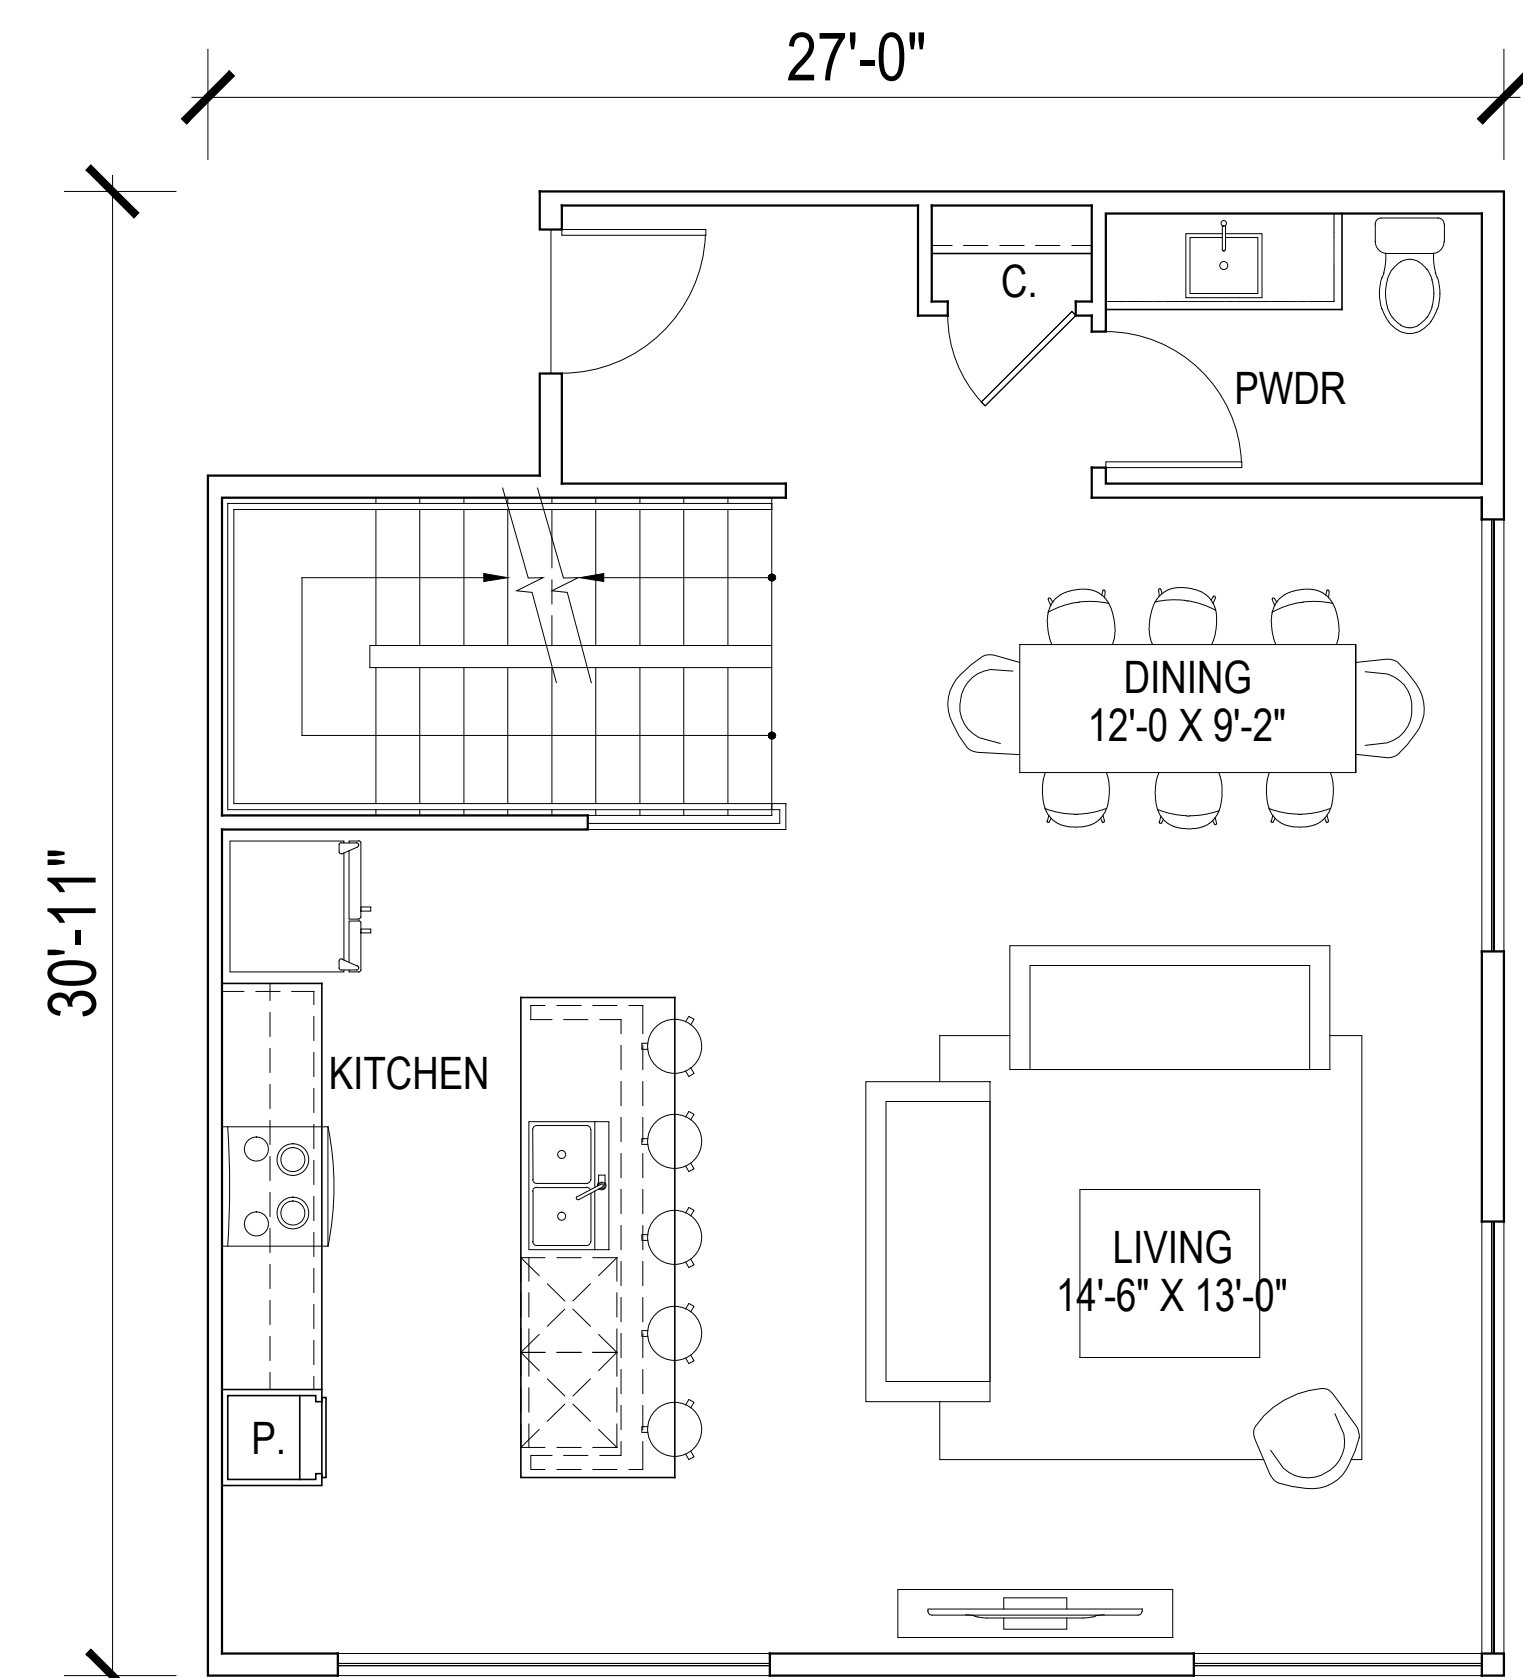 27'-0"
C.
PWDR
DINING
12'-0 X 9'-2"
30'-11"
KITCHEN
LIVING
14'-6" X 13'-0"
P.